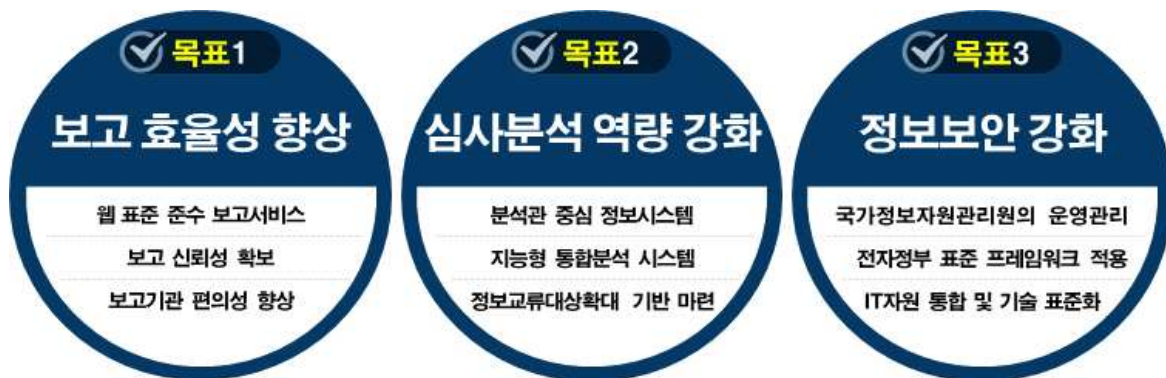 목표1
보고 효율성 향상
웹 표준 준수 보고서비스
보고 신뢰성 확보
보고기관 편의성 향상
목표2
심사분석 역량 강화
분석관 중심 정보시스템
지능형 통합분석 시스템
정보교류대상확대 기반 마련
목표3
정보보안 강화
국가정보자원관리원의 운영관리
전자정부 표준 프레임워크 적용
IT자원 통합 및 기술 표준화